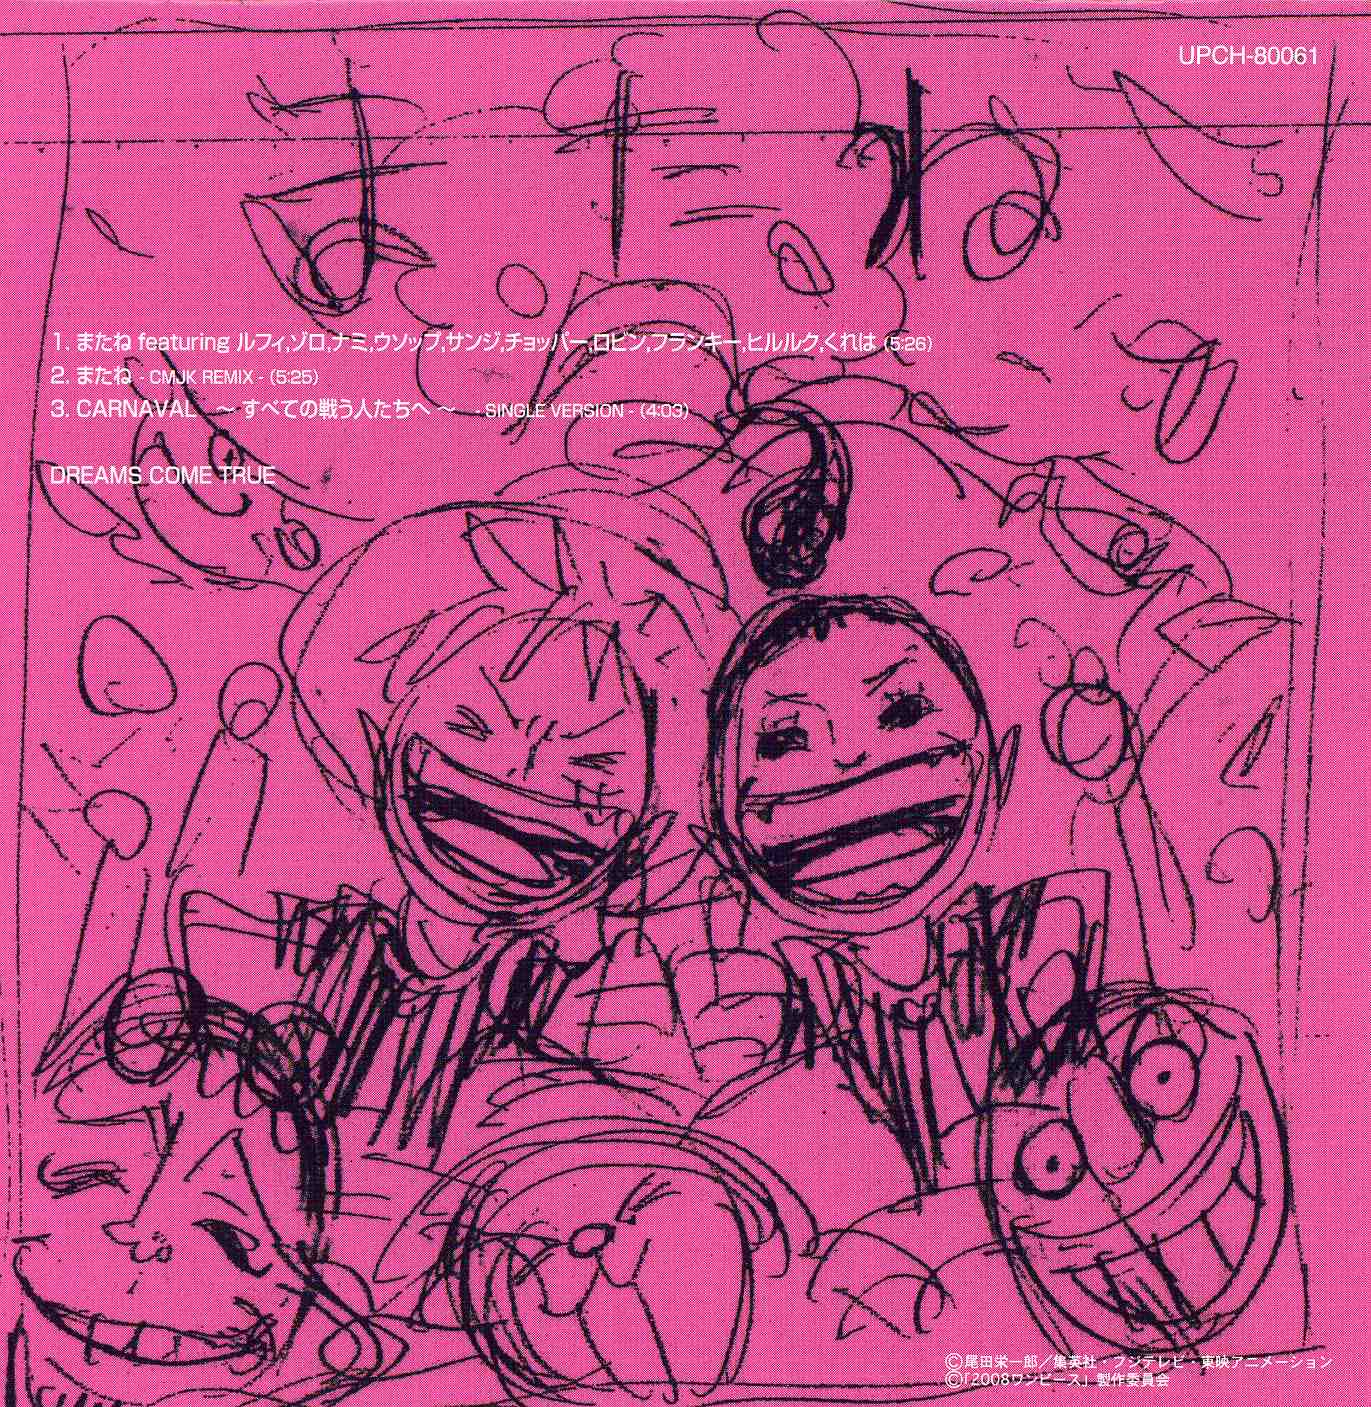 またね
UPCH-80061
1. またね featuring ルフィ,ゾロ,ナミ,ウソップ,サンジ,チョッパー,ロビン,フランキー,ヒルルク,くれは (5:26)
2. またね - CMJK REMIX - (5:25)
3. CARNAVAL ～ すべての戦う人たちへ ～ - SINGLE VERSION - (4:03)
DREAMS COME TRUE
©尾田栄一郎／集英社・フジテレビ・東映アニメーション
©「2008ワンピース」製作委員会